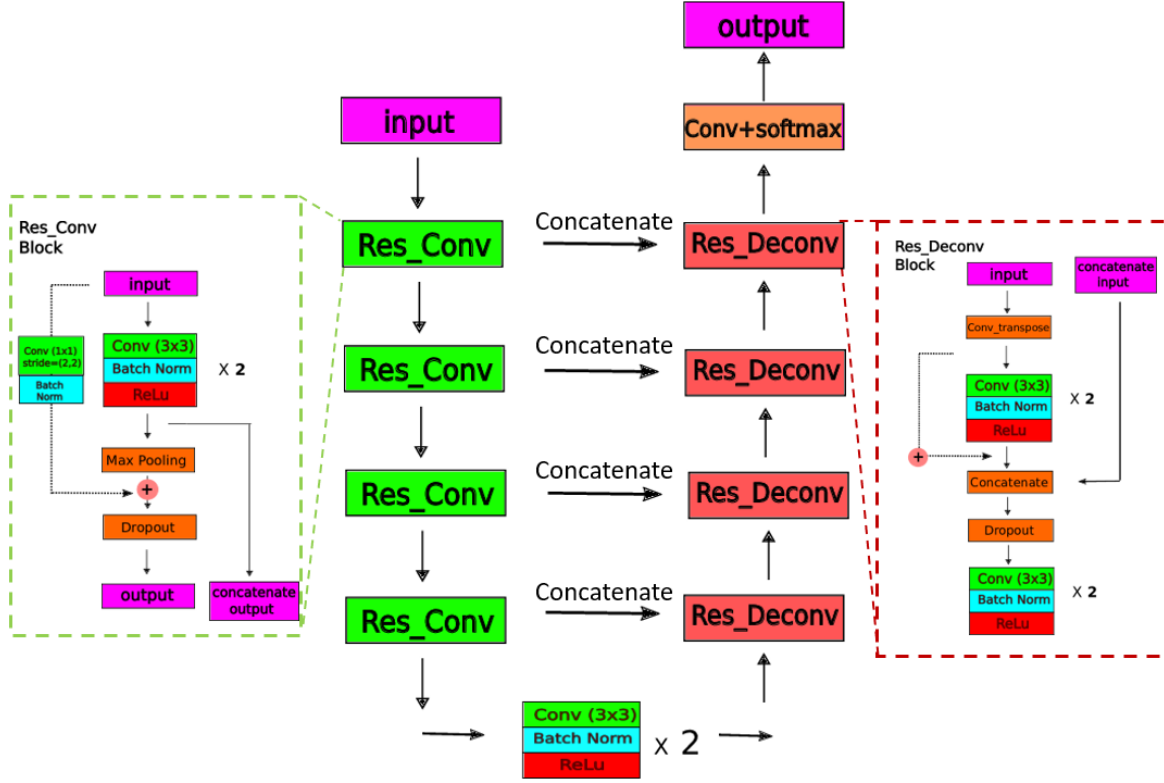 output
input
Conv+softmax
Res_Conv
Concatenate
Res_Deconv
Res_Conv
Concatenate
Res_Deconv
Res_Conv
Concatenate
Res_Deconv
Res_Conv
Concatenate
Res_Deconv
Conv (3x3)
Batch Norm
ReLu
X 2
Res_Conv
Block
input
Conv (1x1)
stride=(2,2)
Batch
Norm
Conv (3x3)
Batch Norm
ReLu
X 2
Max Pooling
+
Dropout
output
concatenate
output
Res_Deconv
Block
input
concatenate
input
Conv_transpose
Conv (3x3)
Batch Norm
ReLu
X 2
+
Concatenate
Dropout
Conv (3x3)
Batch Norm
ReLu
X 2